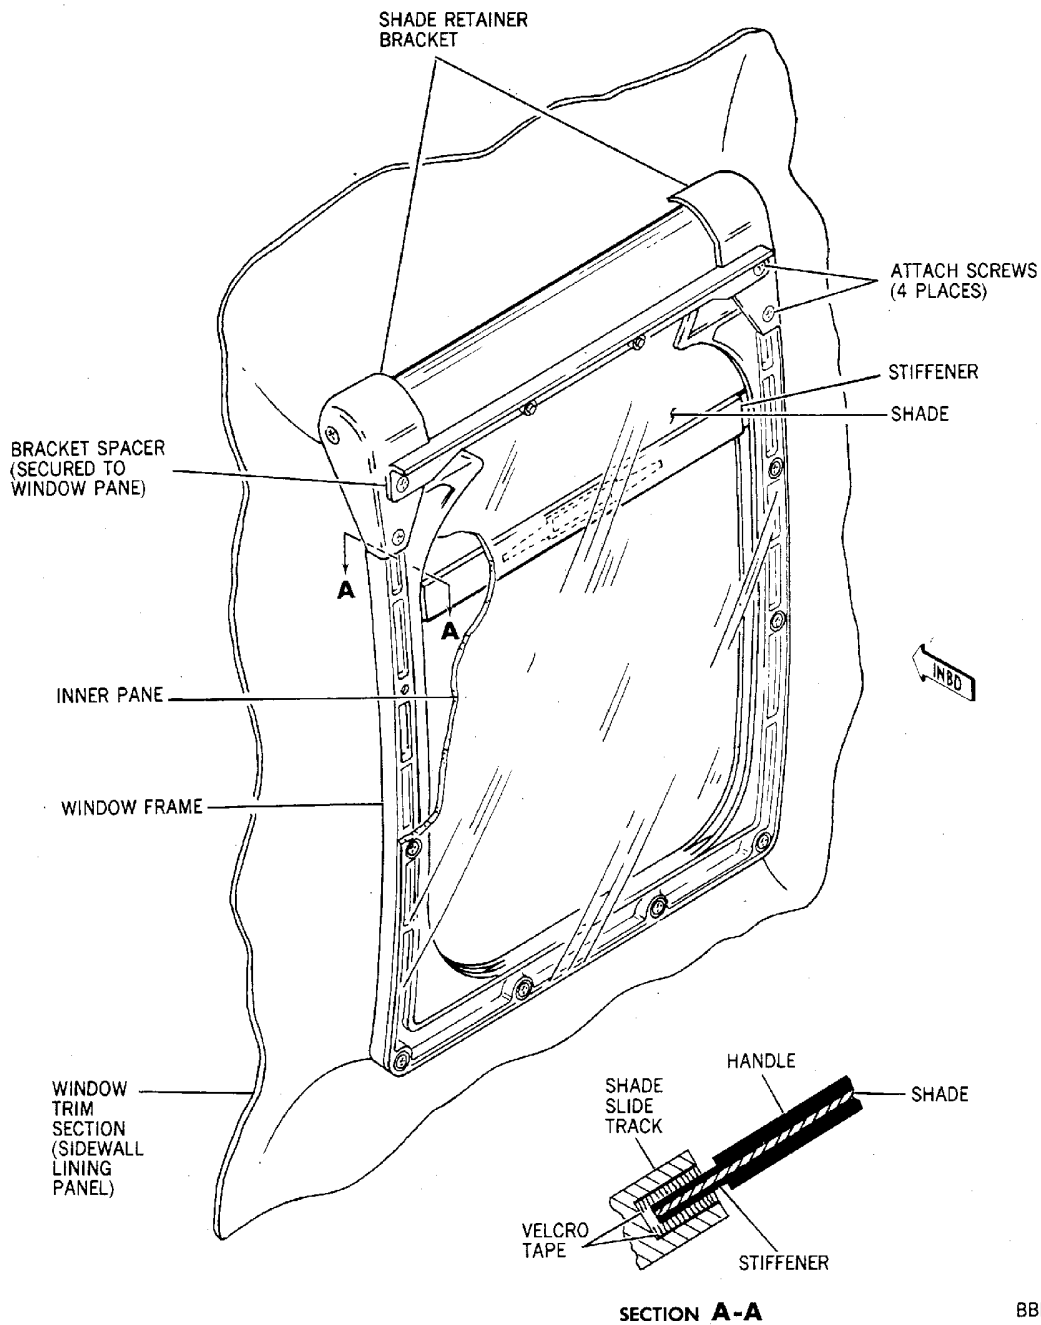 SHADE RETAINER
BRACKET
ATTACH SCREWS
(4 PLACES)
STIFFENER
SHADE
BRACKET SPACER
(SECURED TO
WINDOW PANE)
A
A
INNER PANE
INBD
WINDOW FRAME
WINDOW
TRIM
SECTION
(SIDEWALL
LINING
PANEL)
HANDLE
SHADE
SLIDE
TRACK
SHADE
VELCRO
TAPE
STIFFENER
SECTION A-A
BB